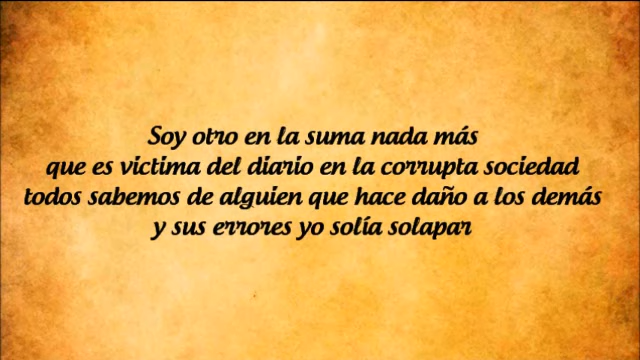 Soy otro en la suma nada más
que es victima del diario en la corrupta sociedad
todos sabemos de alguien que hace daño a los demás
y sus errores yo solía solapar